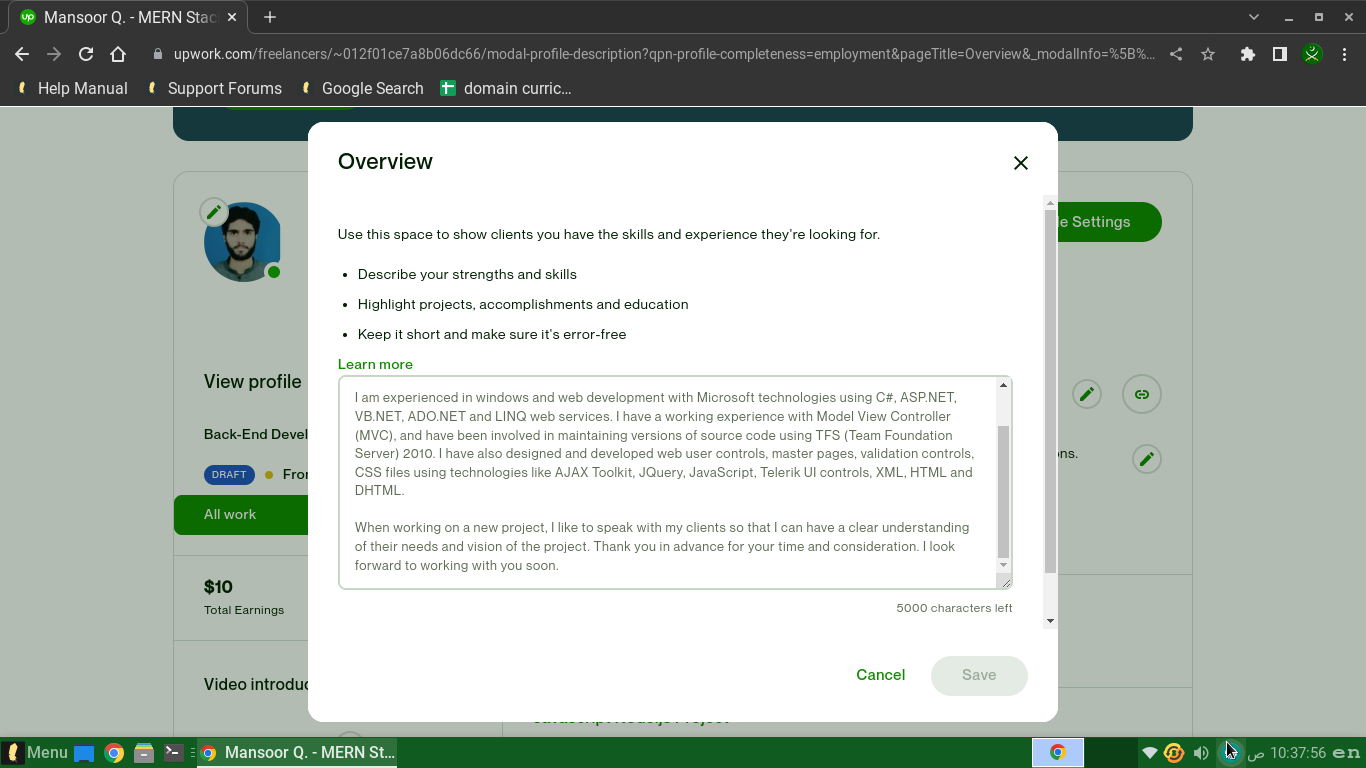 up Mansoor Q. - MERN Stac
upwork.com/freelancers/~012f01ce7a8b06dc66/modal-profile-description?qpn-profile-completeness=employment&pageTitle=Overview&_modalInfo=%5B%...
Help Manual Support Forums Google Search domain curric...
Overview
Use this space to show clients you have the skills and experience they're looking for.
• Describe your strengths and skills
• Highlight projects, accomplishments and education
• Keep it short and make sure it's error-free
Learn more
I am experienced in windows and web development with Microsoft technologies using C#, ASP.NET,
VB.NET, ADO.NET and LINQ web services. I have a working experience with Model View Controller
(MVC), and have been involved in maintaining versions of source code using TFS (Team Foundation
Server) 2010. I have also designed and developed web user controls, master pages, validation controls,
CSS files using technologies like AJAX Toolkit, JQuery, JavaScript, Telerik UI controls, XML, HTML and
DHTML.
When working on a new project, I like to speak with my clients so that I can have a clear understanding
of their needs and vision of the project. Thank you in advance for your time and consideration. I look
forward to working with you soon.
5000 characters left
Cancel Save
le Settings
View profile
Back-End Devel
ns.
DRAFT Fron
All work
$10
Total Earnings
Video introduc
Menu Mansoor Q. - MERN St... ص 10:37:56 en